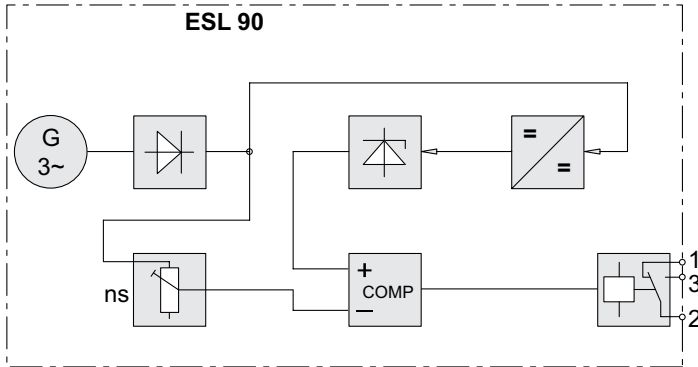 ESL 90
G
3~
=
=
ns
+
COMP
−
1
3
2